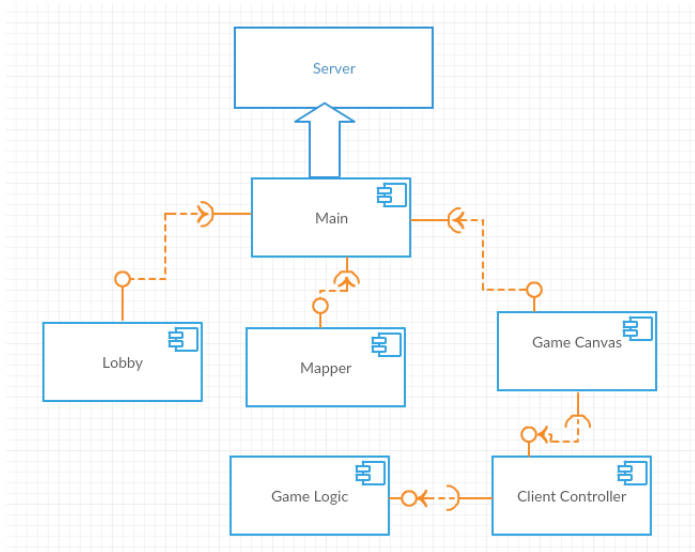 Server
Main
Lobby
Mapper
Game Canvas
Game Logic
Client Controller